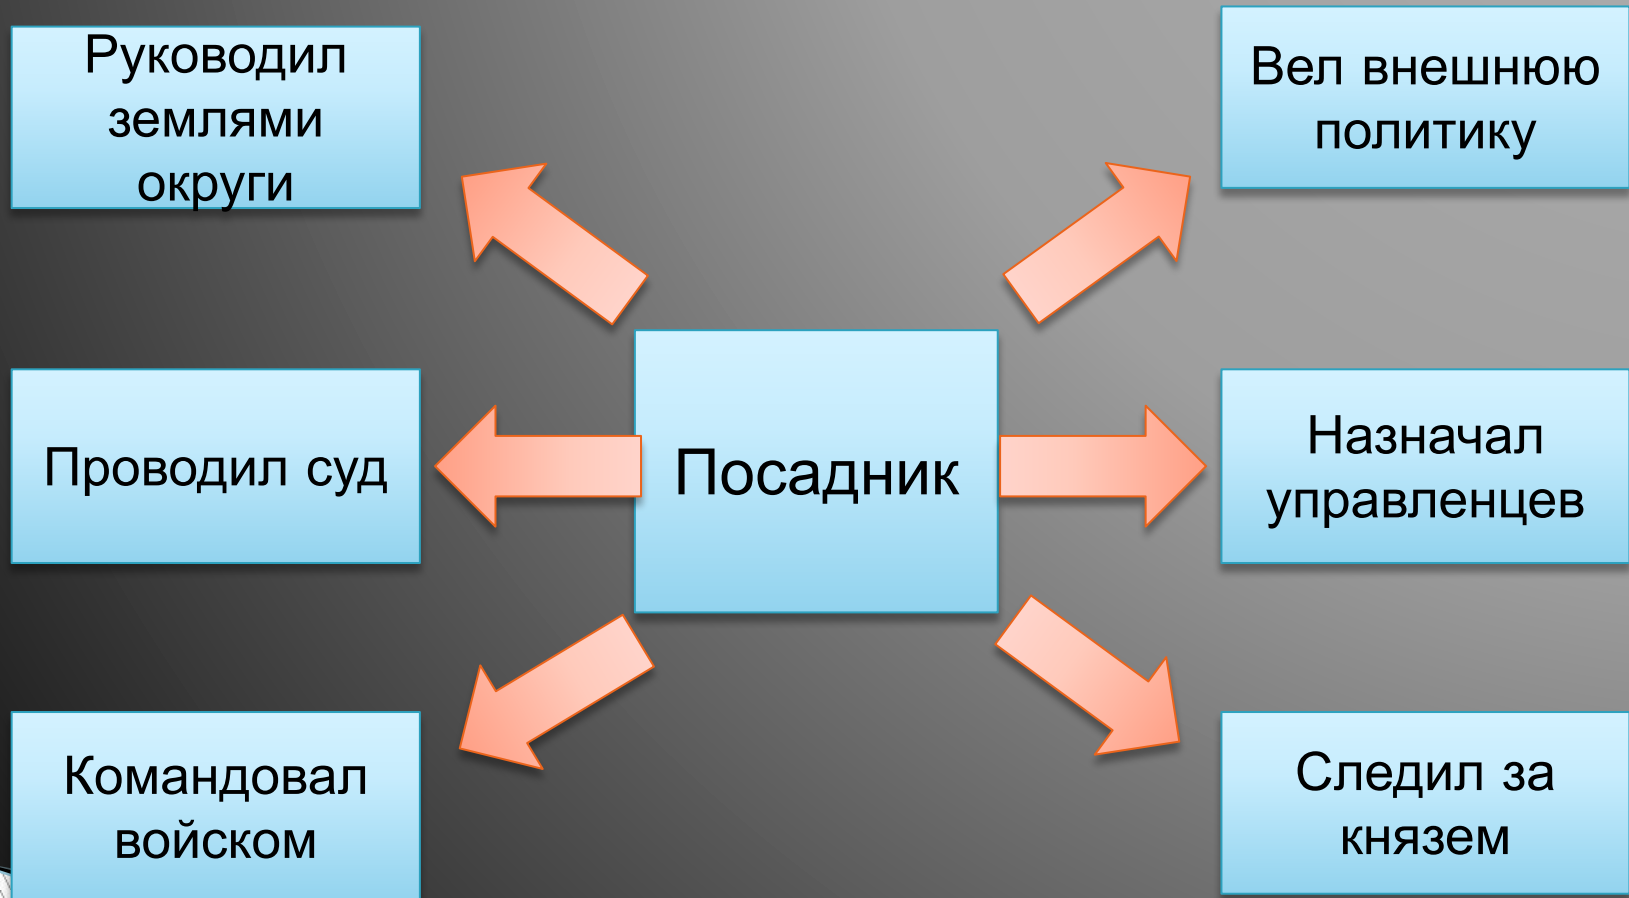 Руководил
землями
округи
Вел внешнюю
политику
Проводил суд
Посадник
Назначал
управленцев
Командовал
войском
Следил за
князем